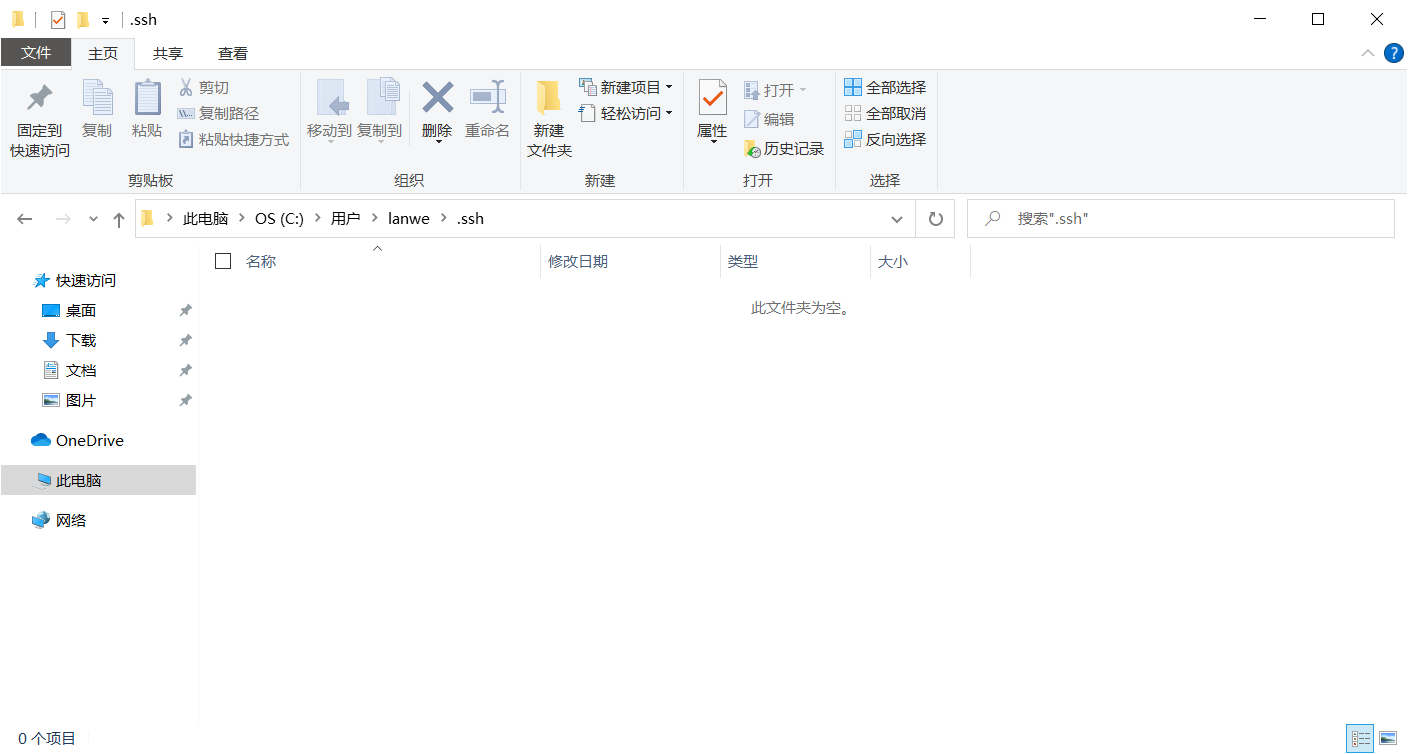 .ssh
文件 主页 共享 查看
固定到
快速访问
复制
粘贴
剪切
复制路径
粘贴快捷方式
剪贴板
移动到
复制到
删除
重命名
组织
新建
文件夹
新建项目
轻松访问
新建
属性
打开
编辑
历史记录
打开
全部选择
全部取消
反向选择
选择
此电脑 OS (C:) 用户 lanwe .ssh
搜索".ssh"
名称 修改日期 类型 大小
此文件夹为空。
快速访问
桌面
下载
文档
图片
OneDrive
此电脑
网络
0 个项目